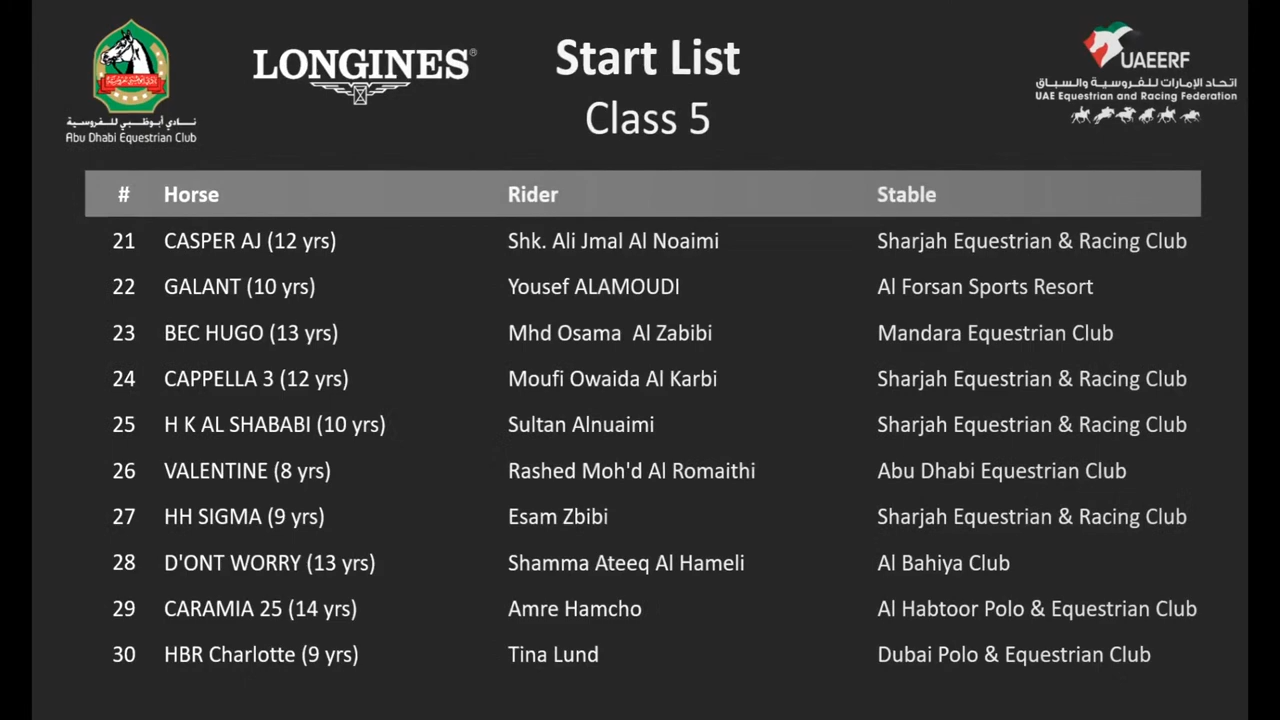 نادي أبوظبي للفروسية
Abu Dhabi Equestrian Club
LONGINES®
Start List
Class 5
UAEERF
اتحاد الإمارات للفروسية والسباق
UAE Equestrian and Racing Federation
# Horse Rider Stable
21 CASPER AJ (12 yrs) Shk. Ali Jmal Al Noaimi Sharjah Equestrian & Racing Club
22 GALANT (10 yrs) Yousef ALAMOUDI Al Forsan Sports Resort
23 BEC HUGO (13 yrs) Mhd Osama  Al Zabibi Mandara Equestrian Club
24 CAPPELLA 3 (12 yrs) Moufi Owaida Al Karbi Sharjah Equestrian & Racing Club
25 H K AL SHABABI (10 yrs) Sultan Alnuaimi Sharjah Equestrian & Racing Club
26 VALENTINE (8 yrs) Rashed Moh'd Al Romaithi Abu Dhabi Equestrian Club
27 HH SIGMA (9 yrs) Esam Zbibi Sharjah Equestrian & Racing Club
28 D'ONT WORRY (13 yrs) Shamma Ateeq Al Hameli Al Bahiya Club
29 CARAMIA 25 (14 yrs) Amre Hamcho Al Habtoor Polo & Equestrian Club
30 HBR Charlotte (9 yrs) Tina Lund Dubai Polo & Equestrian Club